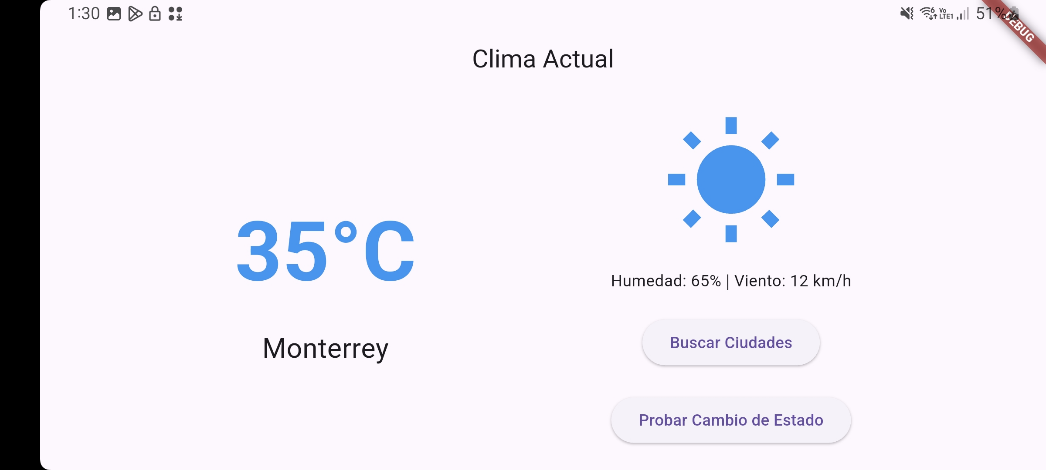 1:30
51%
DEBUG
Clima Actual
35°C
Monterrey
Humedad: 65% | Viento: 12 km/h
Buscar Ciudades
Probar Cambio de Estado